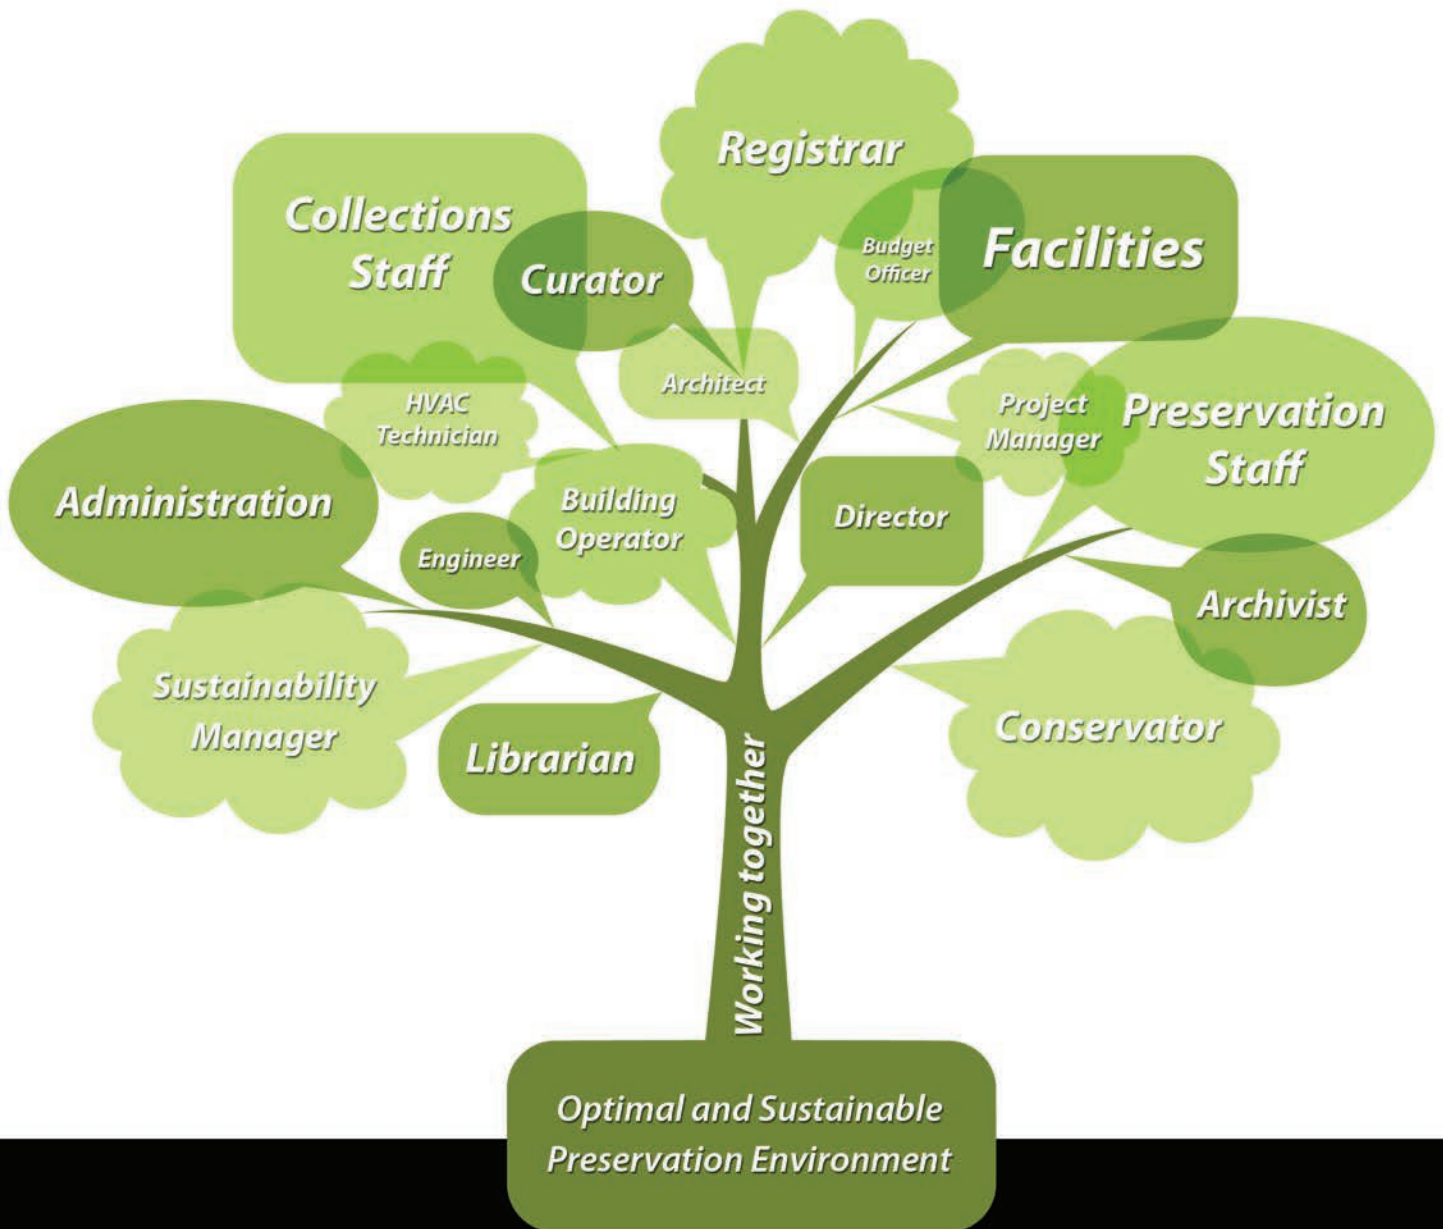 Registrar
Collections
Staff
Curator
Budget
Officer
Facilities
Architect
HVAC
Technician
Project
Manager
Preservation
Staff
Administration
Building
Operator
Director
Engineer
Archivist
Sustainability
Manager
Librarian
Conservator
Working together
Optimal and Sustainable
Preservation Environment